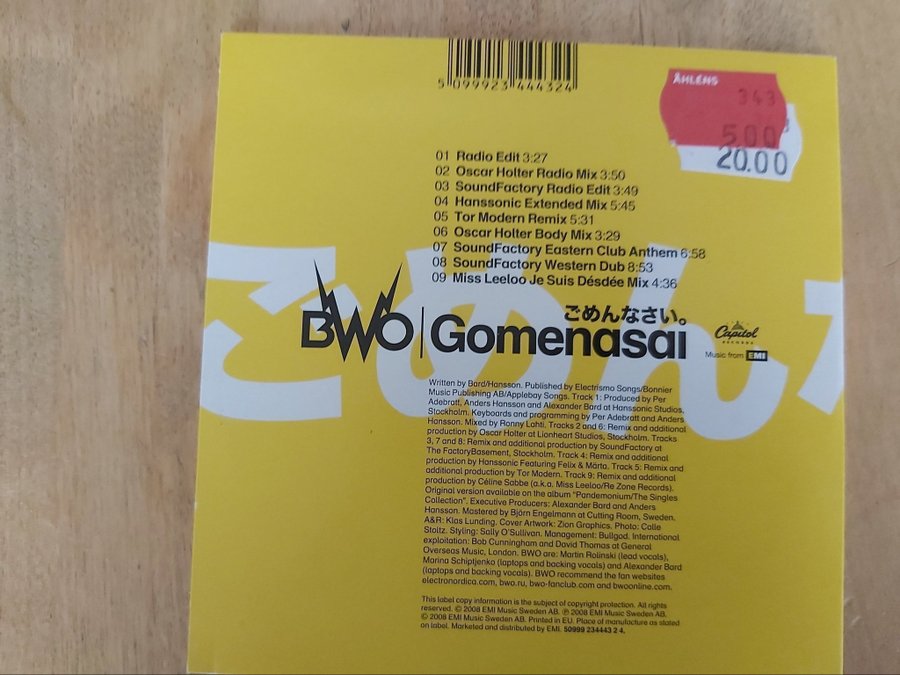 5 099923 444324
ÅHLÉNS
343
5.00
20.00
01 Radio Edit 3:27
02 Oscar Holter Radio Mix 3:50
03 SoundFactory Radio Edit 3:49
04 Hanssonic Extended Mix 5:45
05 Tor Modern Remix 5:31
06 Oscar Holter Body Mix 3:29
07 SoundFactory Eastern Club Anthem 6:58
08 SoundFactory Western Dub 8:53
09 Miss Leeloo Je Suis Désdée Mix 4:36
ごめん
ごめんなさい。
BWO | Gomenasai
Capitol
RECORDS
Music from EMI
Written by Bard/Hansson. Published by Electrismo Songs/Bonnier
Music Publishing AB/Applebay Songs. Track 1: Produced by Per
Adebratt, Anders Hansson and Alexander Bard at Hanssonic Studios,
Stockholm. Keyboards and programming by Per Adebratt and Anders
Hansson. Mixed by Ronny Lahti. Tracks 2 and 6: Remix and additional
production by Oscar Holter at Lionheart Studios, Stockholm. Tracks
3, 7 and 8: Remix and additional production by SoundFactory at
The FactoryBasement, Stockholm. Track 4: Remix and additional
production by Hanssonic Featuring Felix & Märta. Track 5: Remix and
additional production by Tor Modern. Track 9: Remix and additional
production by Céline Sabbe (a.k.a. Miss Leeloo/Re Zone Records).
Original version available on the album "Pandemonium/The Singles
Collection". Executive Producers: Alexander Bard and Anders
Hansson. Mastered by Björn Engelmann at Cutting Room, Sweden.
A&R: Klas Lunding. Cover Artwork: Zion Graphics. Photo: Calle
Stoltz. Styling: Sally O'Sullivan. Management: Bullgod. International
exploitation: Bob Cunningham and David Thomas at General
Overseas Music, London. BWO are: Martin Rolinski (lead vocals),
Marina Schiptjenko (laptops and backing vocals) and Alexander Bard
(laptops and backing vocals). BWO recommend the fan websites
electronordica.com, bwo.ru, bwo-fanclub.com and bwoonline.com.
This label copy information is the subject of copyright protection. All rights
reserved. © 2008 EMI Music Sweden AB. ℗ 2008 EMI Music Sweden AB.
© 2008 EMI Music Sweden AB. Printed in EU. Place of manufacture as stated
on label. Marketed and distributed by EMI. 50999 234443 2 4.